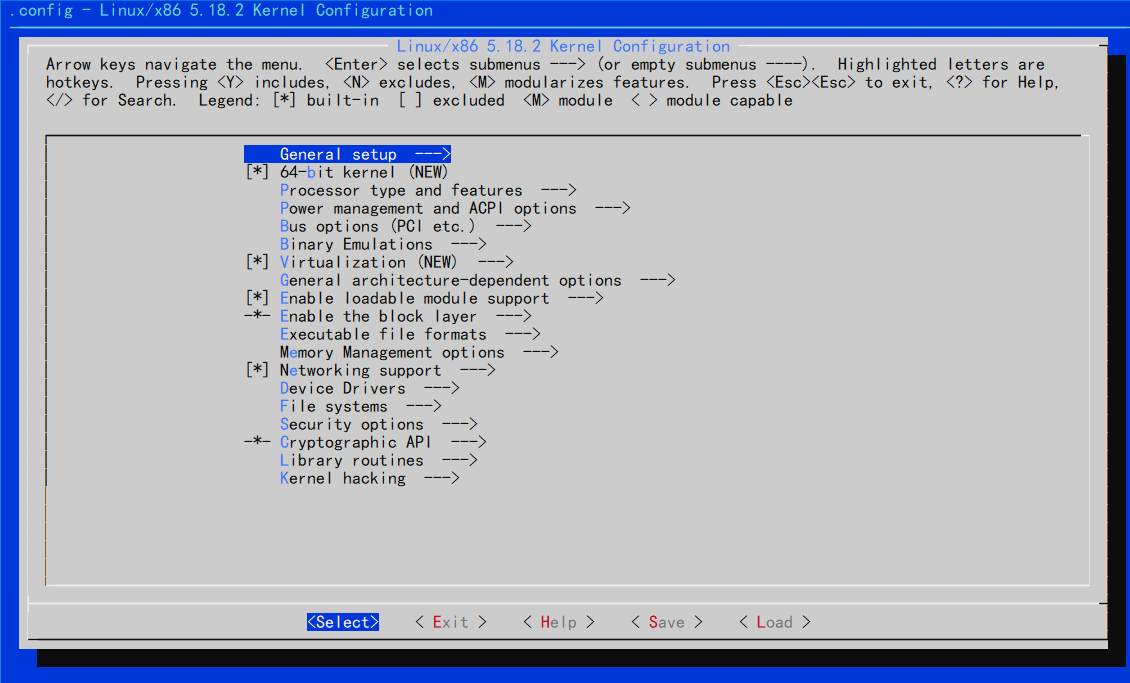 .config - Linux/x86 5.18.2 Kernel Configuration
Linux/x86 5.18.2 Kernel Configuration
Arrow keys navigate the menu.  <Enter> selects submenus ---> (or empty submenus ----).  Highlighted letters are
hotkeys.  Pressing <Y> includes, <N> excludes, <M> modularizes features.  Press <Esc><Esc> to exit, <?> for Help,
</> for Search.  Legend: [*] built-in  [ ] excluded  <M> module  < > module capable
General setup  --->
[*] 64-bit kernel (NEW)
Processor type and features  --->
Power management and ACPI options  --->
Bus options (PCI etc.)  --->
Binary Emulations  --->
[*] Virtualization (NEW)  --->
General architecture-dependent options  --->
[*] Enable loadable module support  --->
-*- Enable the block layer  --->
Executable file formats  --->
Memory Management options  --->
[*] Networking support  --->
Device Drivers  --->
File systems  --->
Security options  --->
-*- Cryptographic API  --->
Library routines  --->
Kernel hacking  --->
<Select>    < Exit >    < Help >    < Save >    < Load >